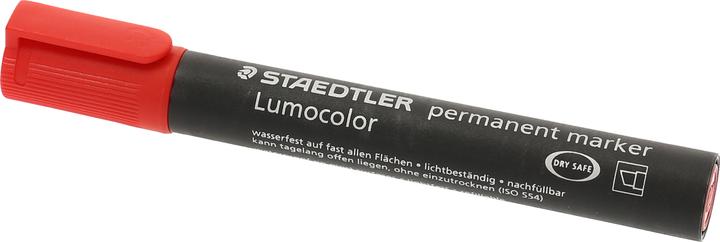 STAEDTLER permanent marker
Lumocolor
wasserfest auf fast allen Flächen • lichtbeständig • nachfüllbar
kann tagelang offen liegen, ohne einzutrocknen (ISO 554)
DRY SAFE